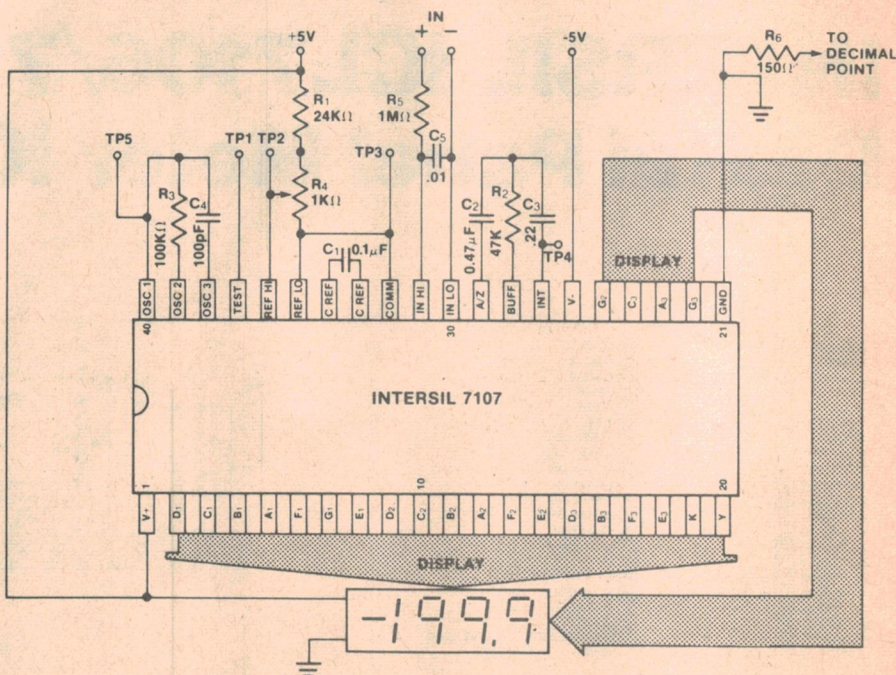 IN
+5V
+ −
-5V
R6
150Ω
TO
DECIMAL
POINT
R1
24KΩ
R5
1MΩ
TP5
TP1
TP2
TP3
C5
.01
R3
100KΩ
C4
100pF
R4
1KΩ
C1
0.1μF
C2
0.47μF
R2
47K
C3
.22
TP4
DISPLAY
OSC 1
OSC 2
OSC 3
TEST
REF HI
REF LO
C REF
C REF
COMM
IN HI
IN LO
A/Z
BUFF
INT
V-
G2
C3
A3
G3
GND
40
30
21
INTERSIL 7107
1
10
20
V+
D1
C1
B1
A1
F1
G1
E1
D2
C2
B2
A2
F2
E2
D3
B3
F3
E3
K
Y
DISPLAY
-199.9